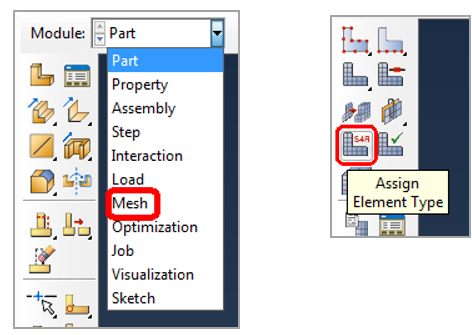 Module: Part
Part
Property
Assembly
Step
Interaction
Load
Mesh
Optimization
Job
Visualization
Sketch
S4R
Assign
Element Type